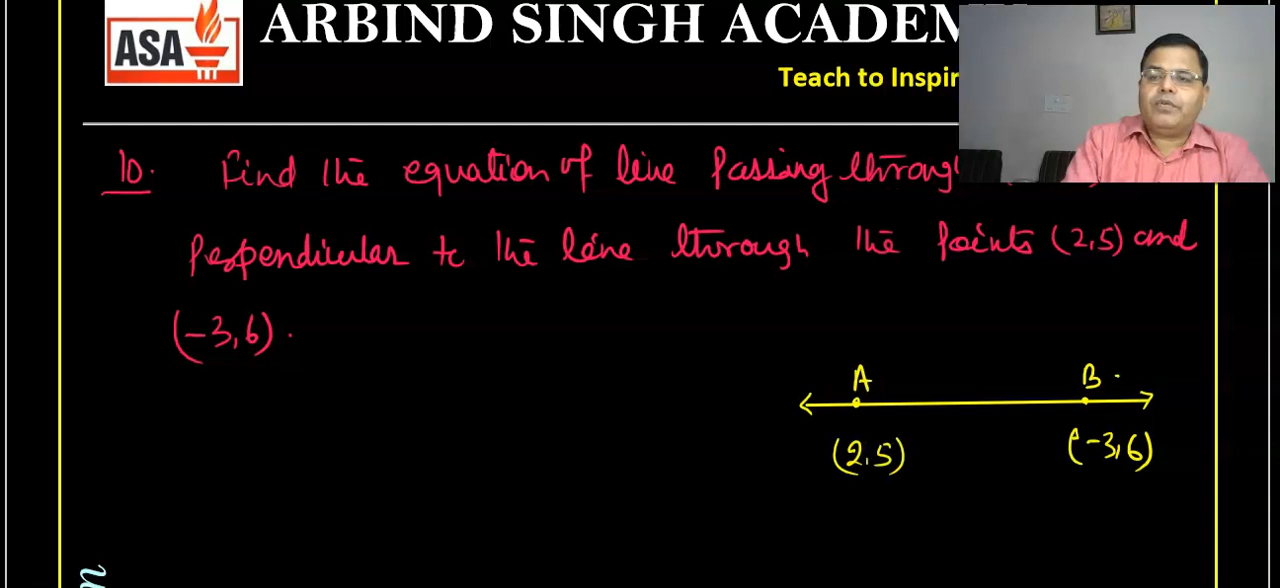 ASA
ARBIND SINGH ACADEM
Teach to Inspir
10. Find the equation of line Passing throug
Perpendicular to the line through the points (2,5) and
(-3,6).
A
B
(2,5)
(-3,6)